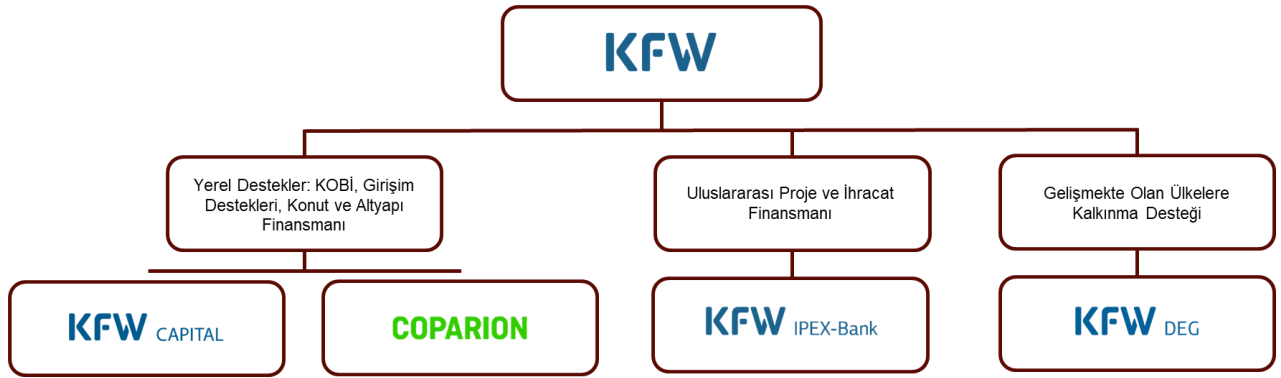 KFW
Yerel Destekler: KOBİ, Girişim
Destekleri, Konut ve Altyapı
Finansmanı
Uluslararası Proje ve İhracat
Finansmanı
Gelişmekte Olan Ülkelere
Kalkınma Desteği
KFW CAPITAL
COPARION
KFW IPEX-Bank
KFW DEG